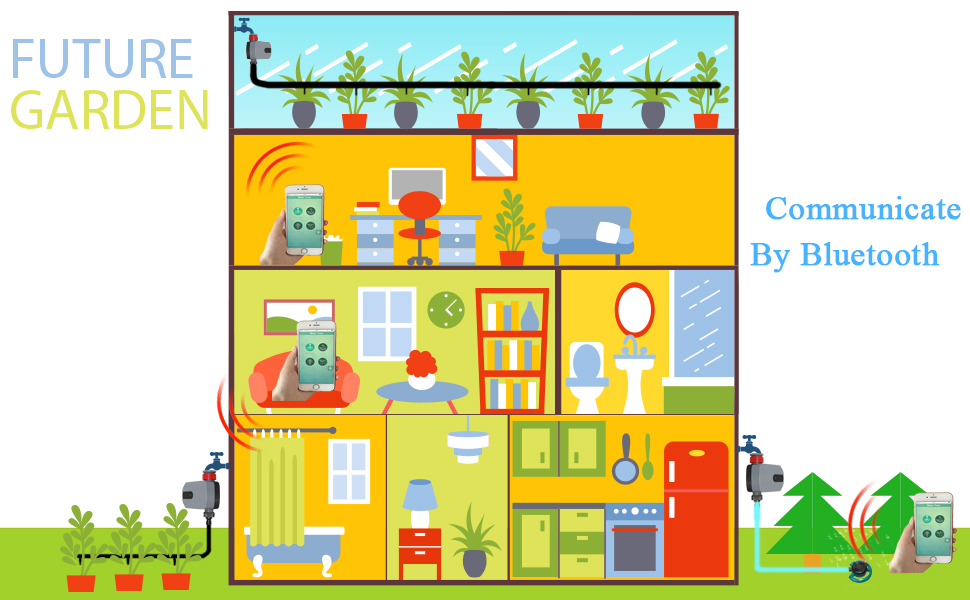 FUTURE
GARDEN
Communicate
By Bluetooth